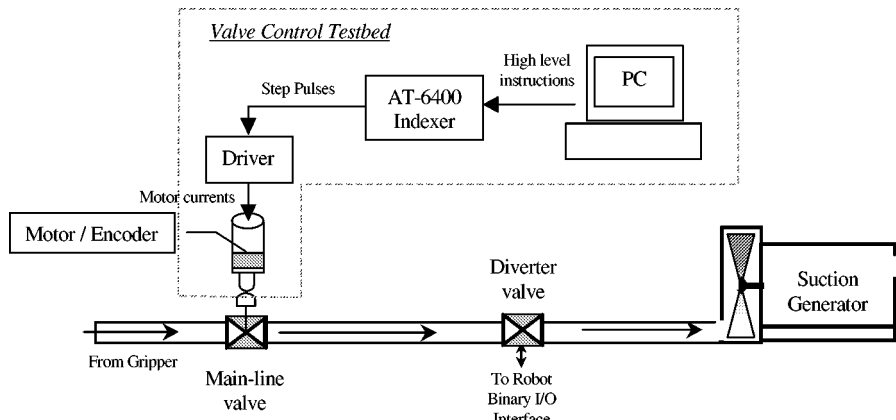 Valve Control Testbed
High level
instructions
PC
Step Pulses
AT-6400
Indexer
Driver
Motor currents
Motor / Encoder
Diverter
valve
Suction
Generator
From Gripper
Main-line
valve
To Robot
Binary I/O
Interface